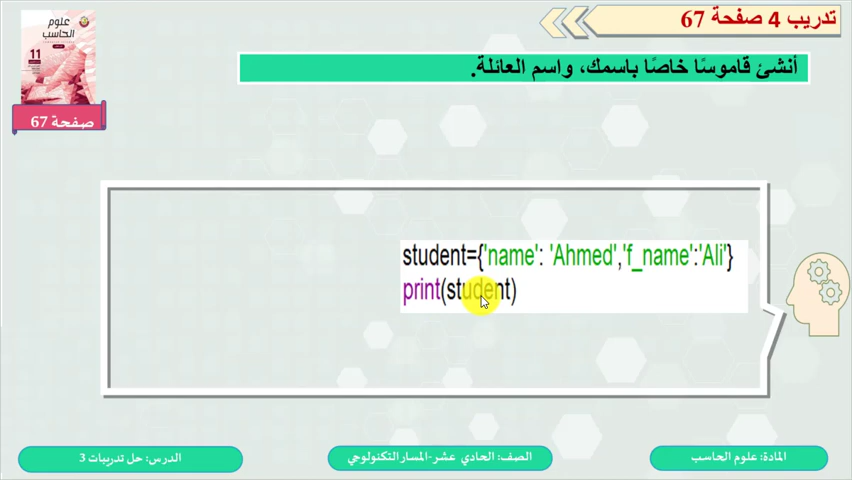 تدريب 4 صفحة 67
علوم
الحاسب
11
صفحة 67
أنشئ قاموسًا خاصًا باسمك، واسم العائلة.
student={'name': 'Ahmed','f_name':'Ali'}
print(student)
المادة: علوم الحاسب
الصف: الحادي عشر-المسار التكنولوجي
الدرس: حل تدريبات 3